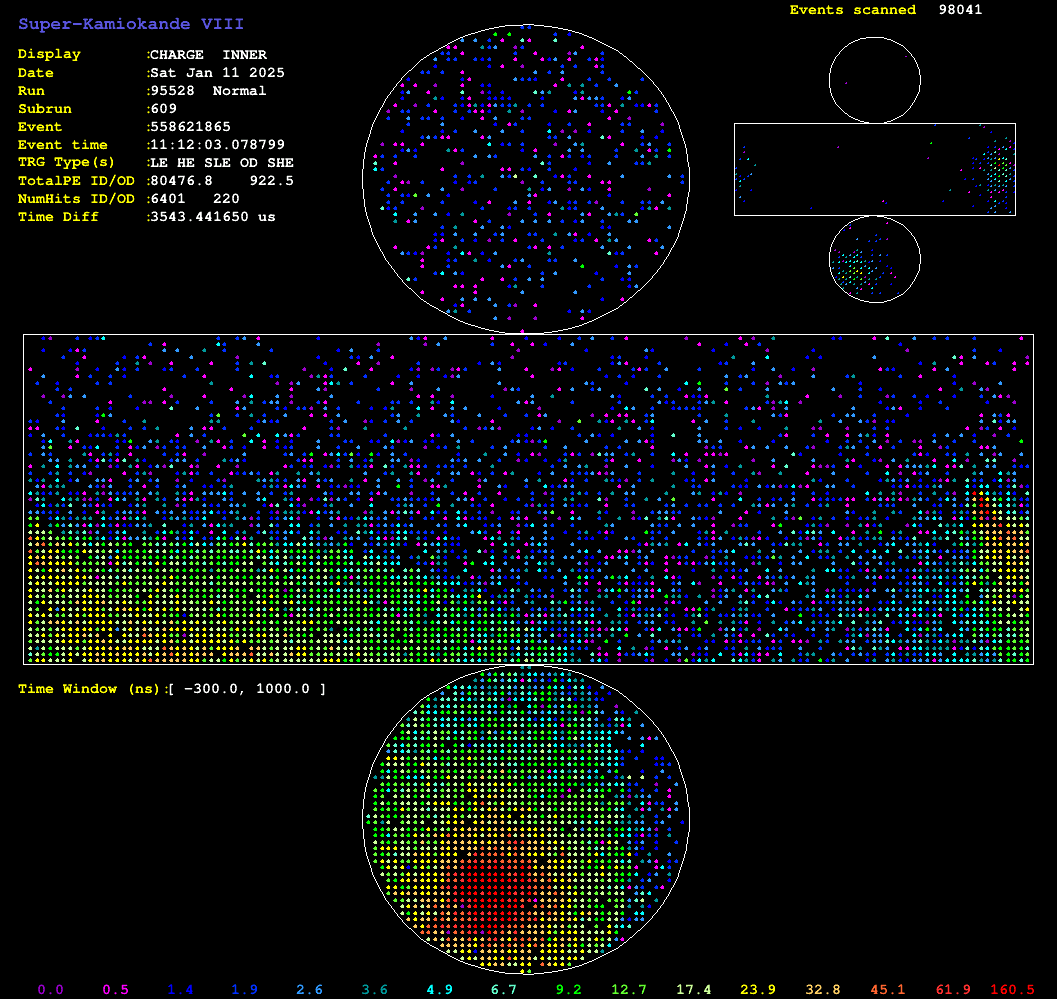 Super-Kamiokande VIII
Events scanned 98041
Display :CHARGE INNER
Date :Sat Jan 11 2025
Run :95528 Normal
Subrun :609
Event :558621865
Event time :11:12:03.078799
TRG Type(s) :LE HE SLE OD SHE
TotalPE ID/OD :80476.8 922.5
NumHits ID/OD :6401 220
Time Diff :3543.441650 us
Time Window (ns):[ -300.0, 1000.0 ]
0.0 0.5 1.4 1.9 2.6 3.6 4.9 6.7 9.2 12.7 17.4 23.9 32.8 45.1 61.9 160.5